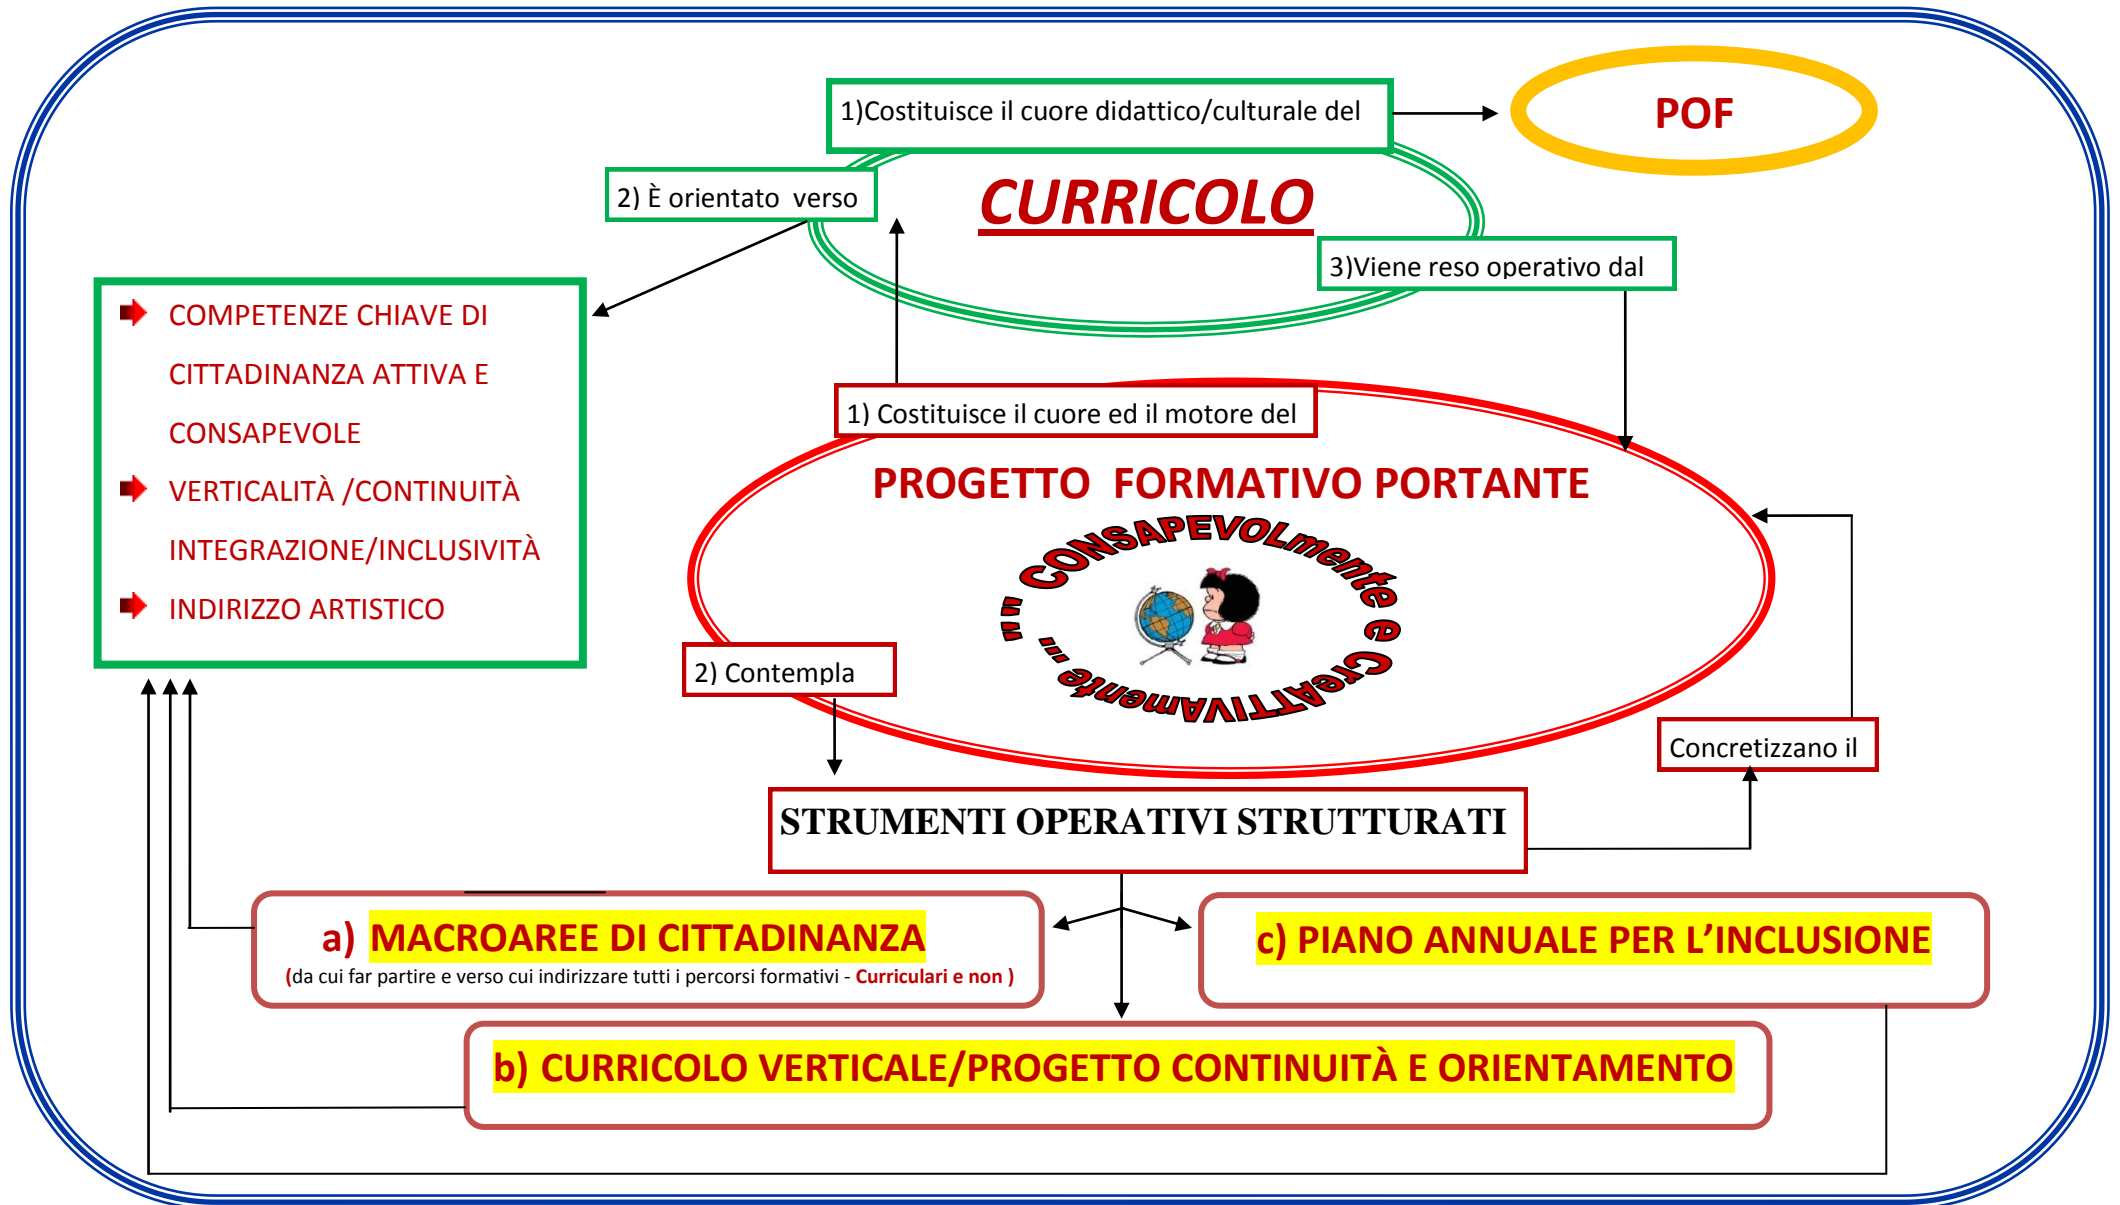 1)Costituisce il cuore didattico/culturale del
POF
2) È orientato verso
CURRICOLO
3)Viene reso operativo dal
COMPETENZE CHIAVE DI
CITTADINANZA ATTIVA E
CONSAPEVOLE
VERTICALITÀ /CONTINUITÀ
INTEGRAZIONE/INCLUSIVITÀ
INDIRIZZO ARTISTICO
1) Costituisce il cuore ed il motore del
PROGETTO FORMATIVO PORTANTE
"" CONSAPEVOLmente e CreATTIVAmente..."
2) Contempla
Concretizzano il
STRUMENTI OPERATIVI STRUTTURATI
a) MACROAREE DI CITTADINANZA
(da cui far partire e verso cui indirizzare tutti i percorsi formativi - Curriculari e non )
c) PIANO ANNUALE PER L’INCLUSIONE
b) CURRICOLO VERTICALE/PROGETTO CONTINUITÀ E ORIENTAMENTO